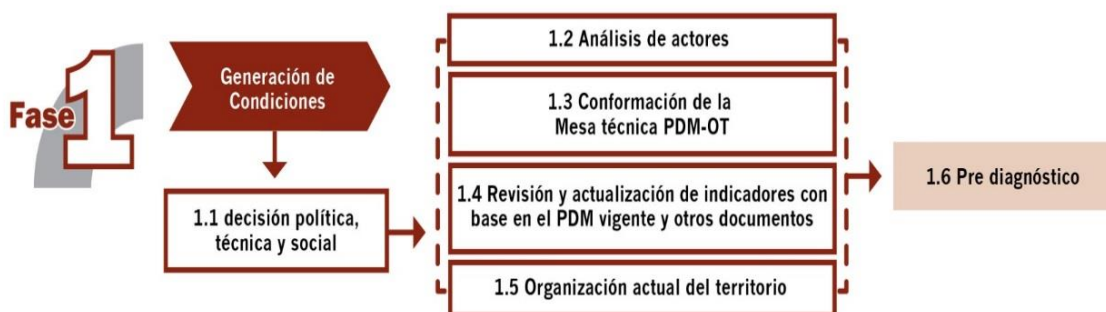 Fase 1
Generación de
Condiciones
1.1 decisión política,
técnica y social
1.2 Análisis de actores
1.3 Conformación de la
Mesa técnica PDM-OT
1.4 Revisión y actualización de indicadores con
base en el PDM vigente y otros documentos
1.5 Organización actual del territorio
1.6 Pre diagnóstico